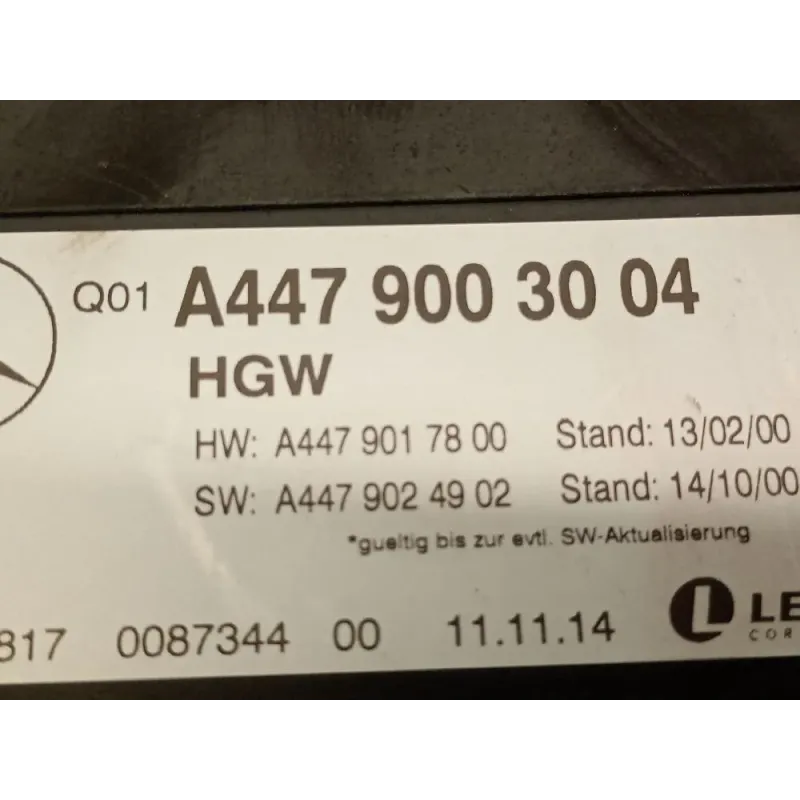 Q01 A447 900 30 04
HGW
HW: A447 901 78 00 Stand: 13/02/00
SW: A447 902 49 02 Stand: 14/10/00
*gueltig bis zur evtl. SW-Aktualisierung
817 0087344 00 11.11.14